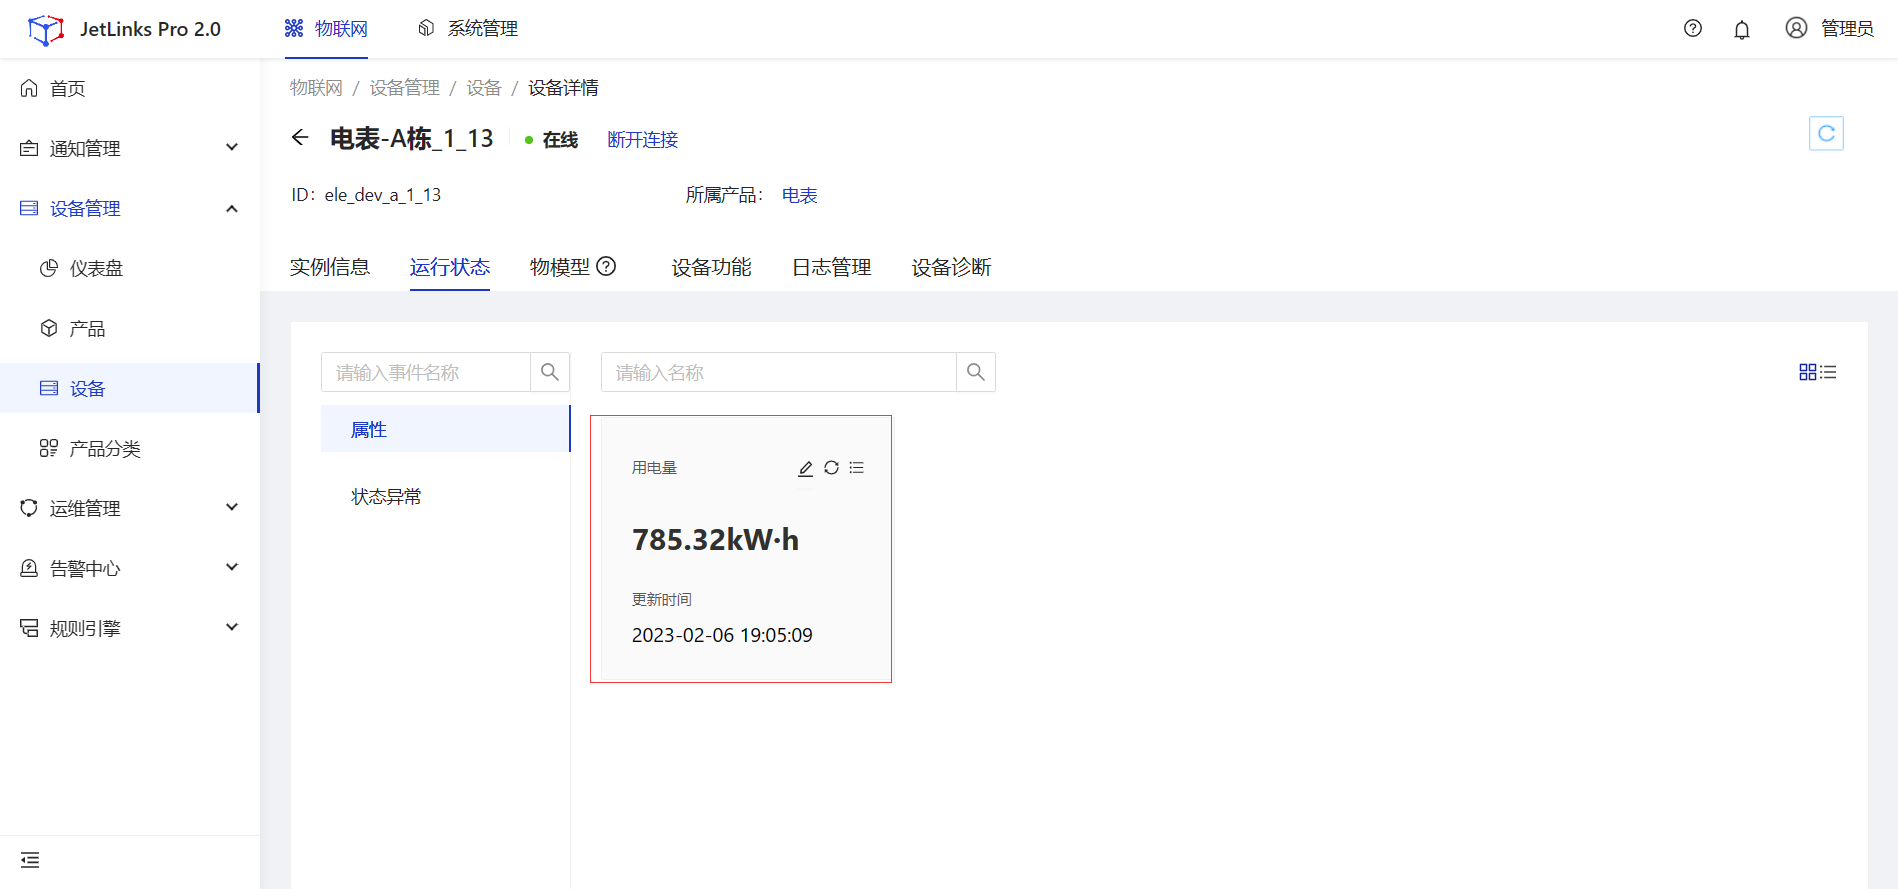 JetLinks Pro 2.0
物联网
系统管理
管理员
首页
通知管理
设备管理
仪表盘
产品
设备
产品分类
运维管理
告警中心
规则引擎
物联网 / 设备管理 / 设备 / 设备详情
电表-A栋_1_13
在线
断开连接
ID：ele_dev_a_1_13
所属产品：
电表
实例信息
运行状态
物模型
设备功能
日志管理
设备诊断
请输入事件名称
请输入名称
属性
状态异常
用电量
785.32kW·h
更新时间
2023-02-06 19:05:09